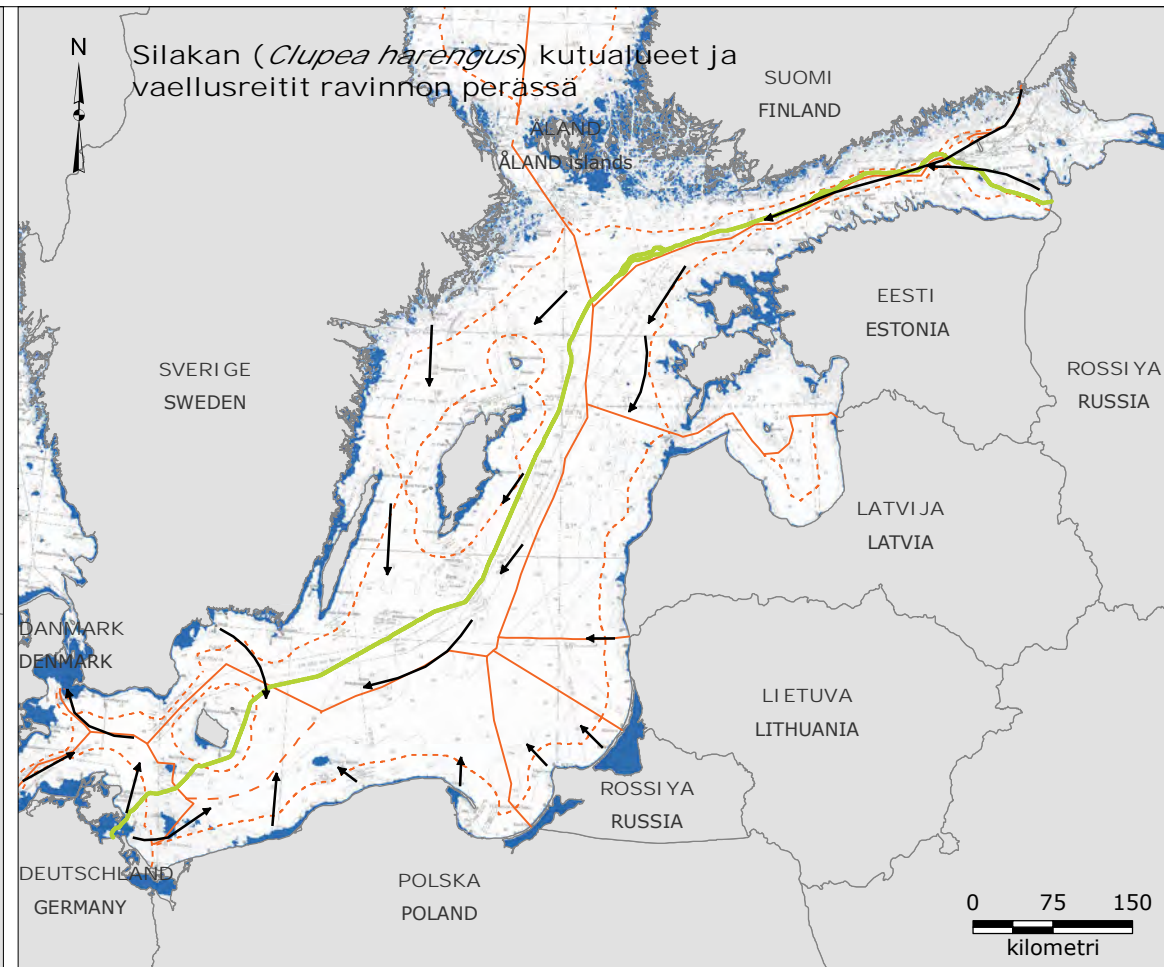 N
Silakan (Clupea harengus) kutualueet ja
vaellusreitit ravinnon perässä
SUOMI
FINLAND
ÅLAND
ÅLAND islands
EESTI
ESTONIA
SVERIGE
SWEDEN
ROSSIYA
RUSSIA
LATVIJA
LATVIA
DANMARK
DENMARK
LIETUVA
LITHUANIA
ROSSIYA
RUSSIA
DEUTSCHLAND
GERMANY
POLSKA
POLAND
0 75 150
kilometri